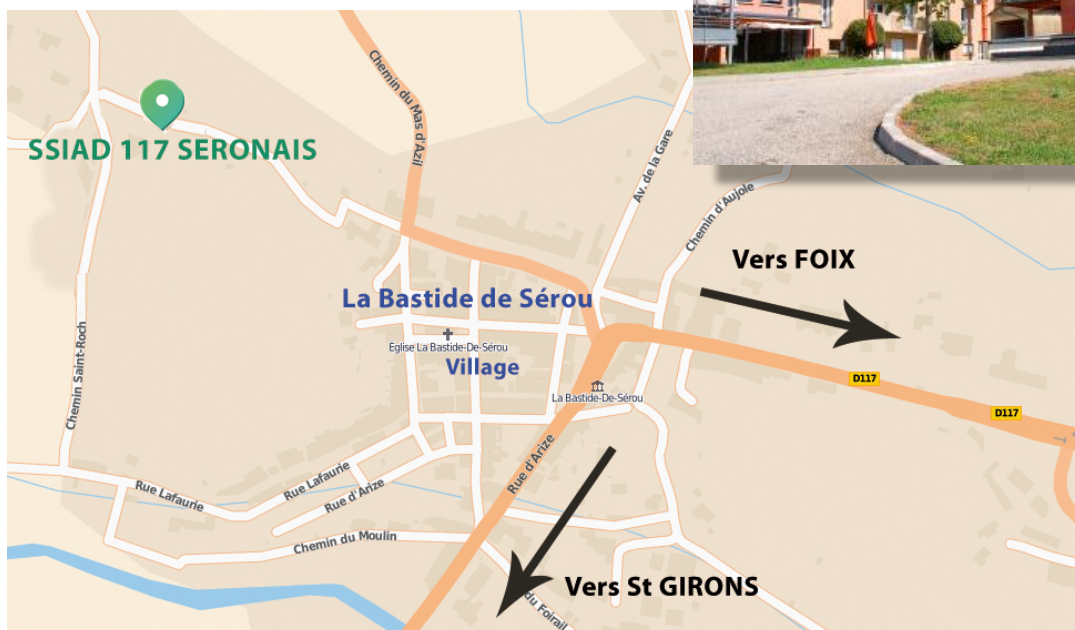 Chemin du Mas d'Azil
SSIAD 117 SERONAIS
Av. de la Gare
Chemin d'Aujole
Vers FOIX
La Bastide de Sérou
Église La Bastide-De-Sérou
Village
Chemin Saint-Roch
D117
La Bastide-De-Sérou
D117
Rue d'Arize
Rue Lafaurie
Rue Lafaurie
Rue d'Arize
Chemin du Moulin
Vers St GIRONS
du Foirail